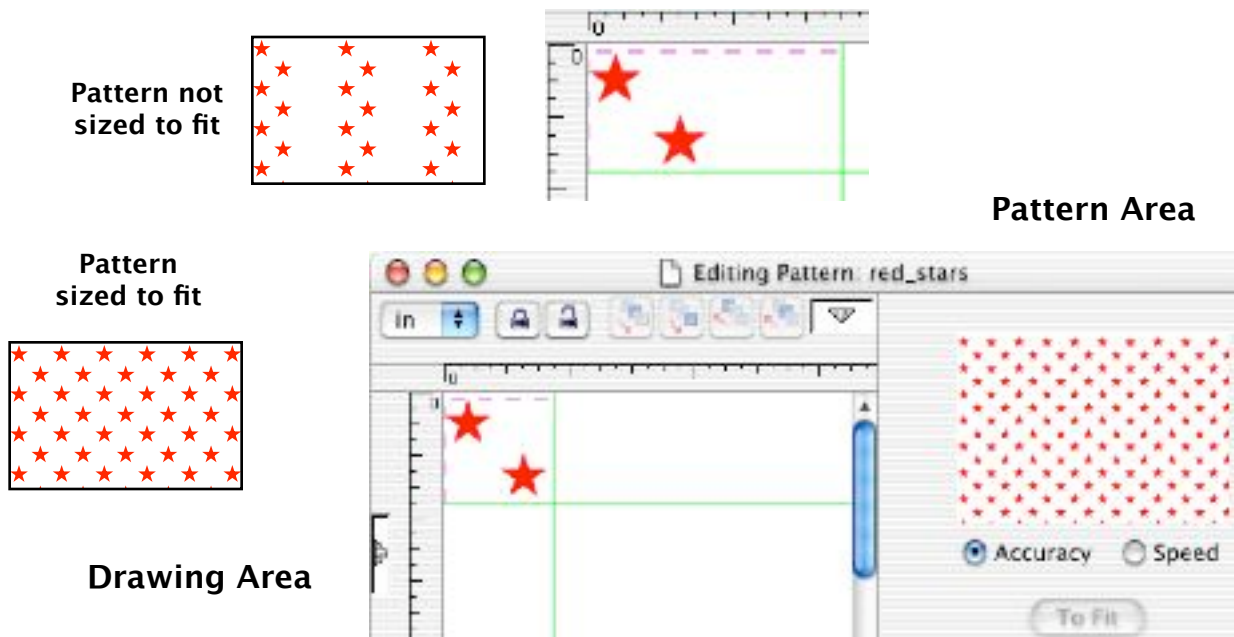 0
0
Pattern not
sized to fit
Pattern Area
Pattern
sized to fit
Editing Pattern: red_stars
in
0
0
Accuracy Speed
Drawing Area
To Fit